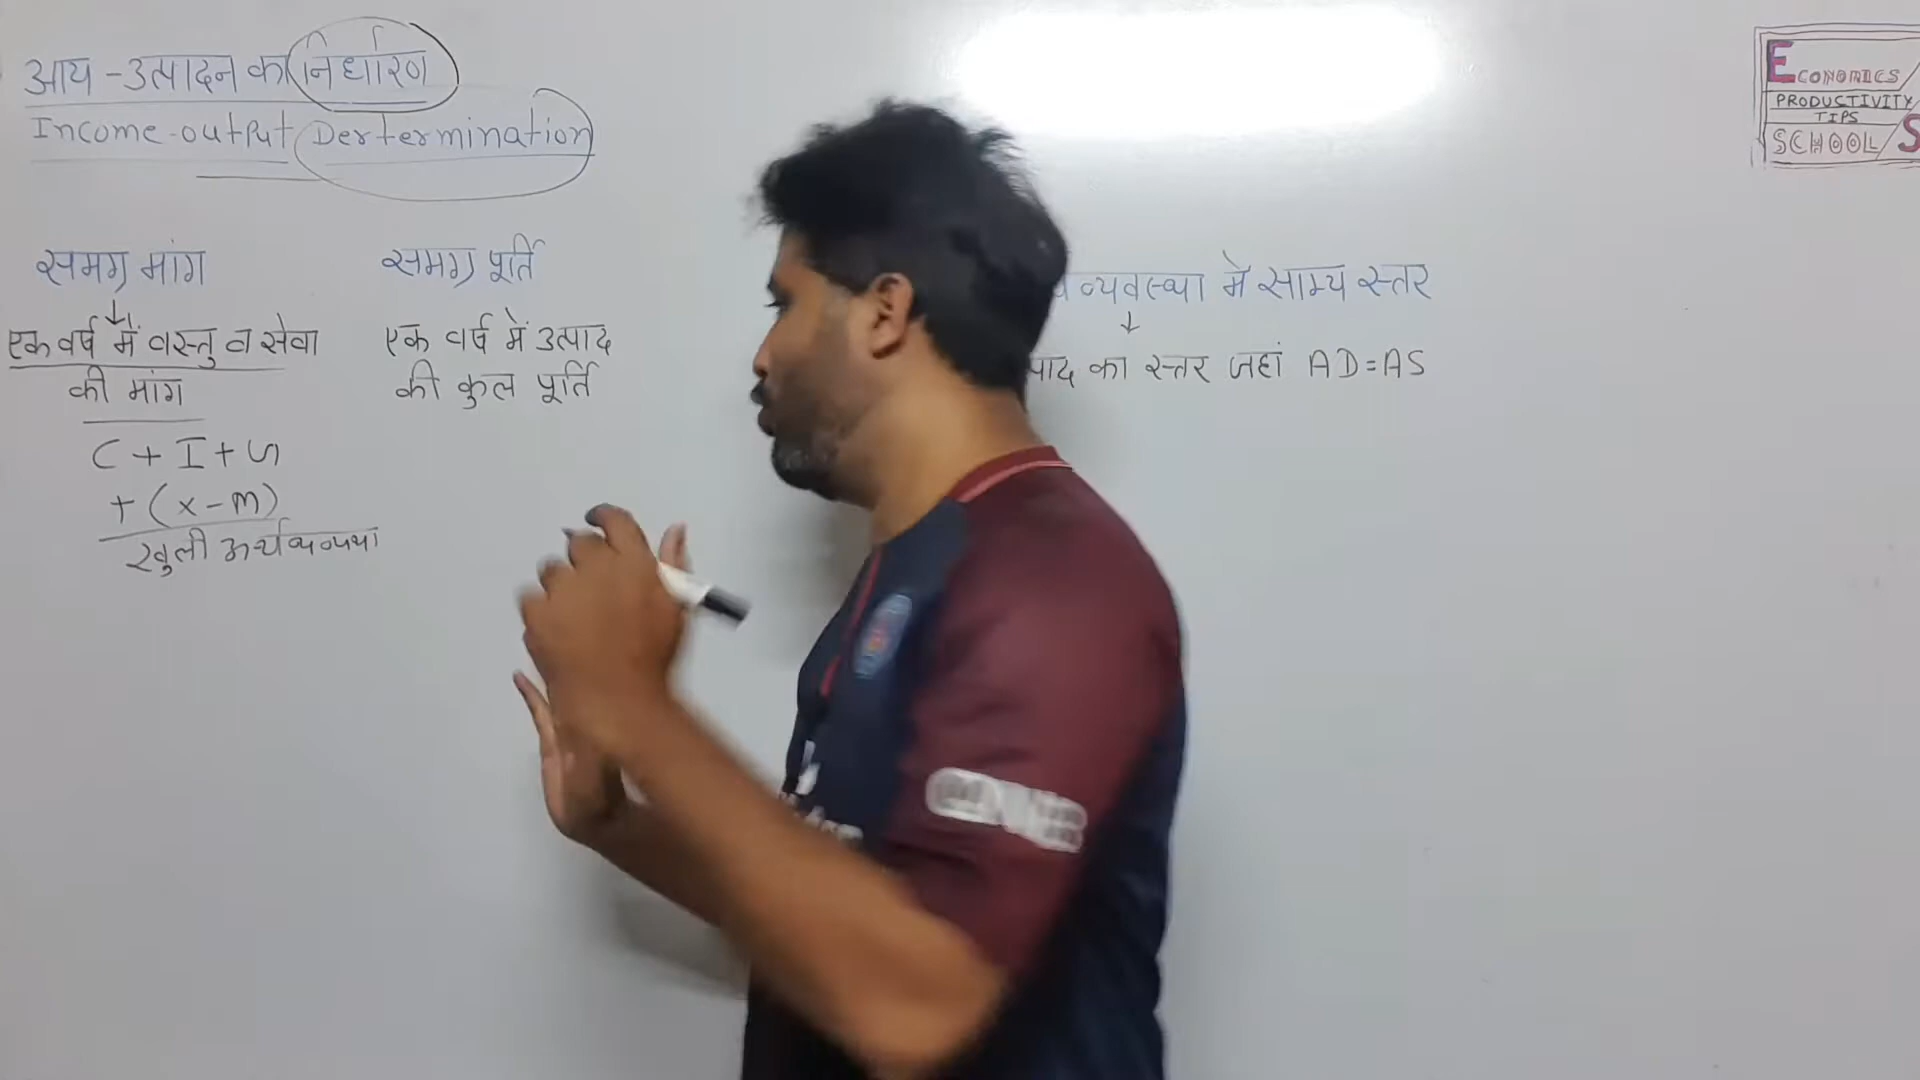 आय-उत्पादन का निर्धारण
Income-output Dertermination
समग्र मांग
↓
एक वर्ष में वस्तु व सेवा
की मांग
C + I + G
+ (x - m)
खुली अर्थव्यवस्था
समग्र पूर्ति
एक वर्ष में उत्पाद
की कुल पूर्ति
व्यवस्था में साम्य स्तर
↓
का स्तर जहां AD = AS
ECONOMICS
PRODUCTIVITY
TIPS
SCHOOL